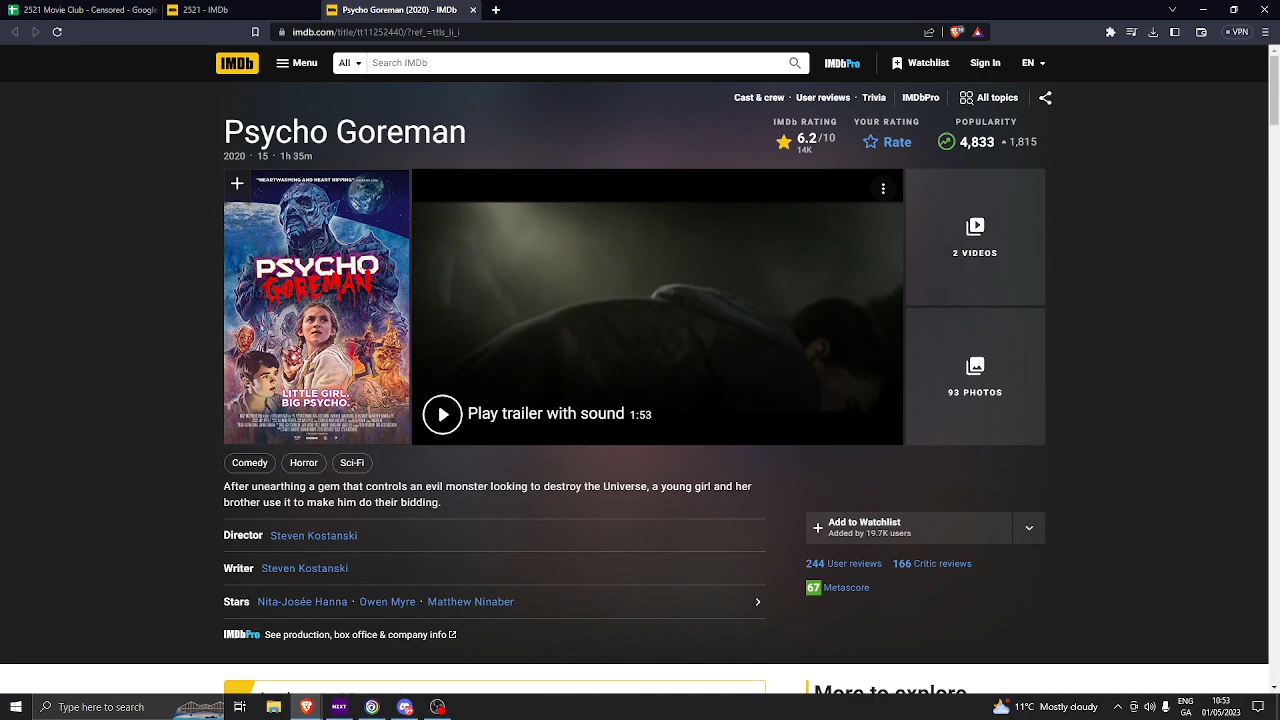 2521 Movie Club - Censored - Google
2521 - IMDb
Psycho Goreman (2020) - IMDb
imdb.com/title/tt11252440/?ref_=ttls_li_i
VPN
IMDb
Menu
All
Search IMDb
IMDbPro
Watchlist
Sign In
EN
Cast & crew · User reviews · Trivia
IMDbPro
All topics
Psycho Goreman
2020 · 15 · 1h 35m
IMDb RATING
6.2/10
14K
YOUR RATING
Rate
POPULARITY
4,833
1,815
"HEARTWARMING AND HEART RIPPING"
PSYCHO
GOREMAN
LITTLE GIRL.
BIG PSYCHO.
Play trailer with sound 1:53
2 VIDEOS
93 PHOTOS
Comedy
Horror
Sci-Fi
After unearthing a gem that controls an evil monster looking to destroy the Universe, a young girl and her
brother use it to make him do their bidding.
Director Steven Kostanski
Writer Steven Kostanski
Stars Nita-Josée Hanna · Owen Myre · Matthew Ninaber
IMDbPro See production, box office & company info
Add to Watchlist
Added by 19.7K users
244 User reviews 166 Critic reviews
67 Metascore
More to explore
Type here to search
NEXT
11°C Mostly cloudy
ENG
GA
10:53
01/05/2023